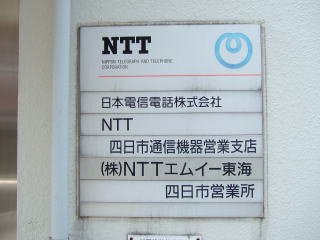 NTT
NIPPON TELEGRAPH AND TELEPHONE
CORPORATION
日本電信電話株式会社
NTT
四日市通信機器営業支店
(株)NTTエムイー東海
四日市営業所